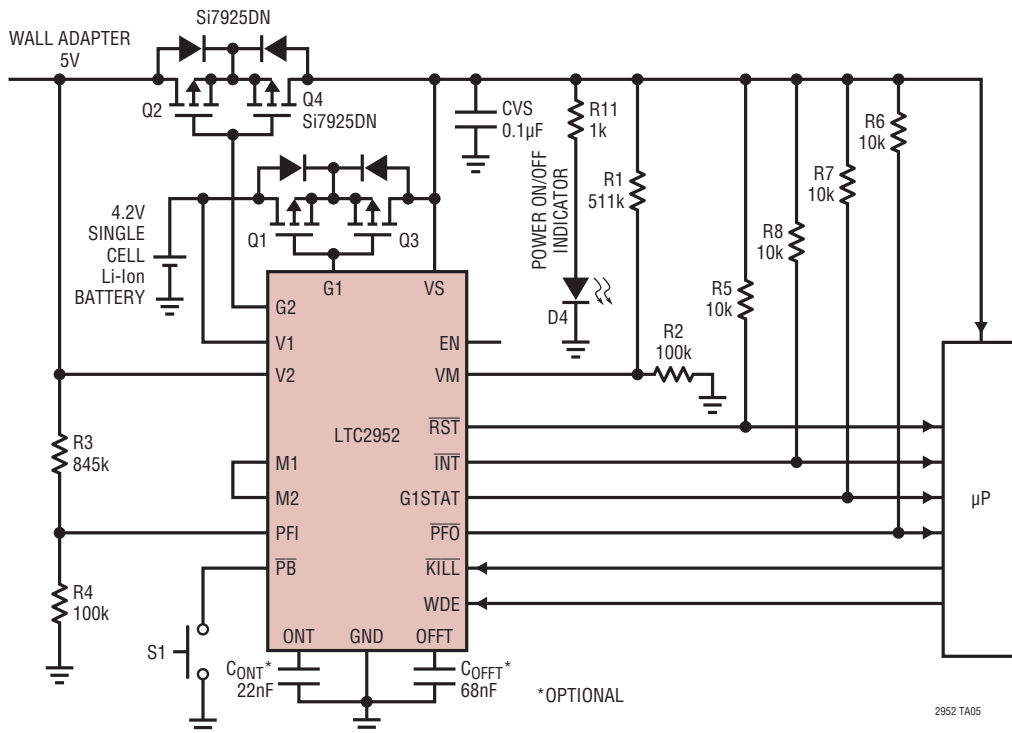 Si7925DN
WALL ADAPTER
5V
Q2
Q4
Si7925DN
CVS
0.1µF
R11
1k
POWER ON/OFF
INDICATOR
D4
R1
511k
R6
10k
R7
10k
R8
10k
R5
10k
R2
100k
4.2V
SINGLE
CELL
Li-Ion
BATTERY
Q1
Q3
G1
VS
G2
V1
V2
M1
M2
PFI
PB
LTC2952
EN
VM
RST
INT
G1STAT
PFO
KILL
WDE
ONT
GND
OFFT
µP
R3
845k
R4
100k
S1
CONT*
22nF
COFFT*
68nF
*OPTIONAL
2952 TA05